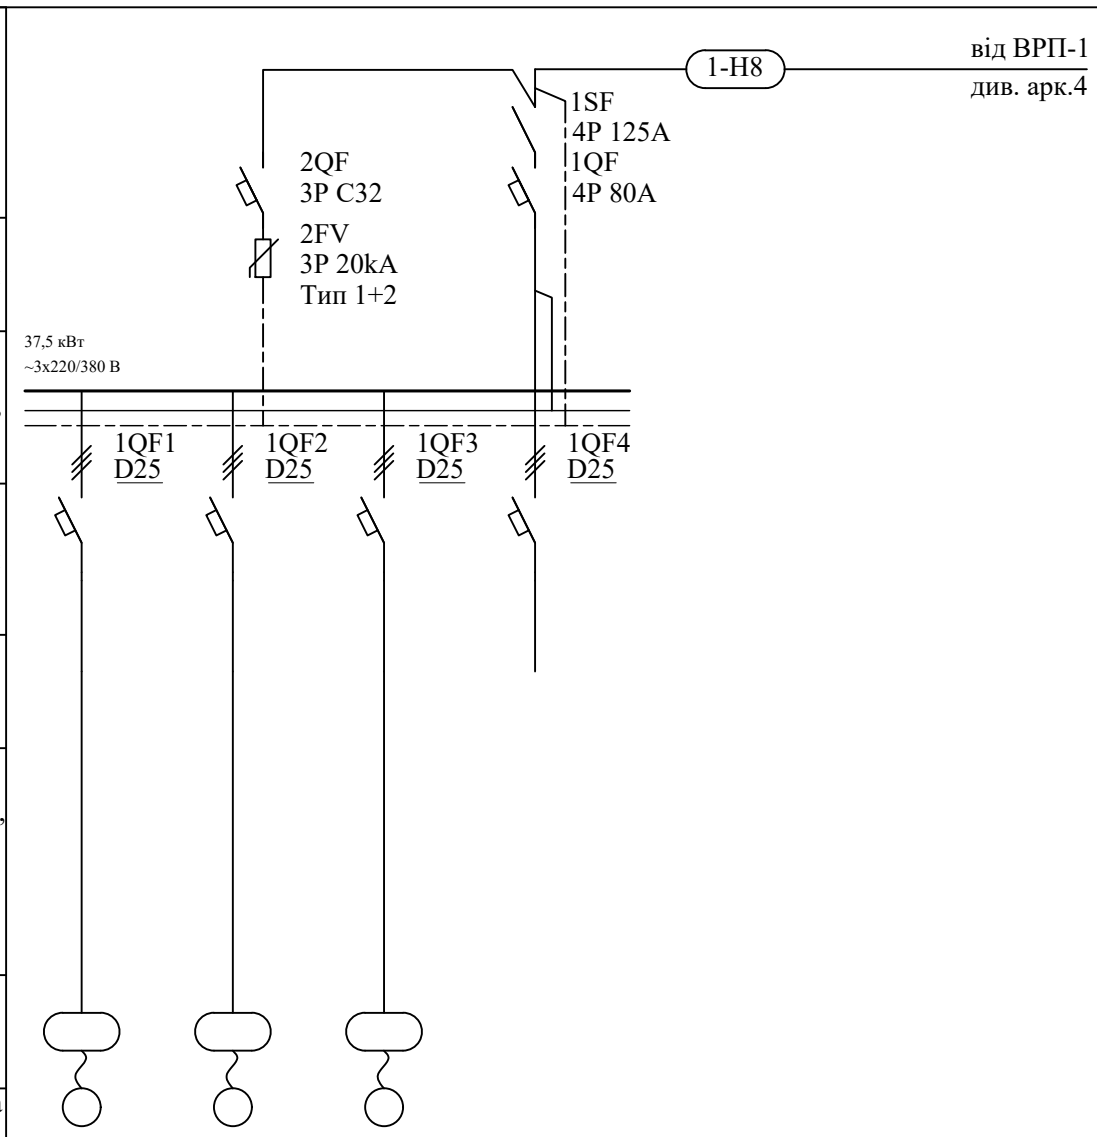 від ВРП-1
1-Н8
див. арк.4
1SF
4P 125A
1QF
4P 80A
2QF
3P C32
2FV
3P 20kA
Тип 1+2
37,5 кВт
~3x220/380 В
1QF1
D25
1QF2
D25
1QF3
D25
1QF4
D25